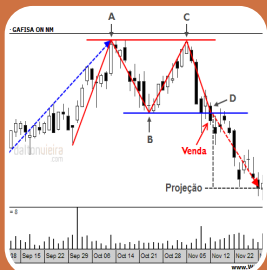 · GAFISA ON NM
A
C
D
B
Venda
Projeção
= 0
Sep 15
Sep 22
Sep 29
Oct 06
Oct 14
Oct 21
Oct 28
Nov 05
Nov 12
Nov 22